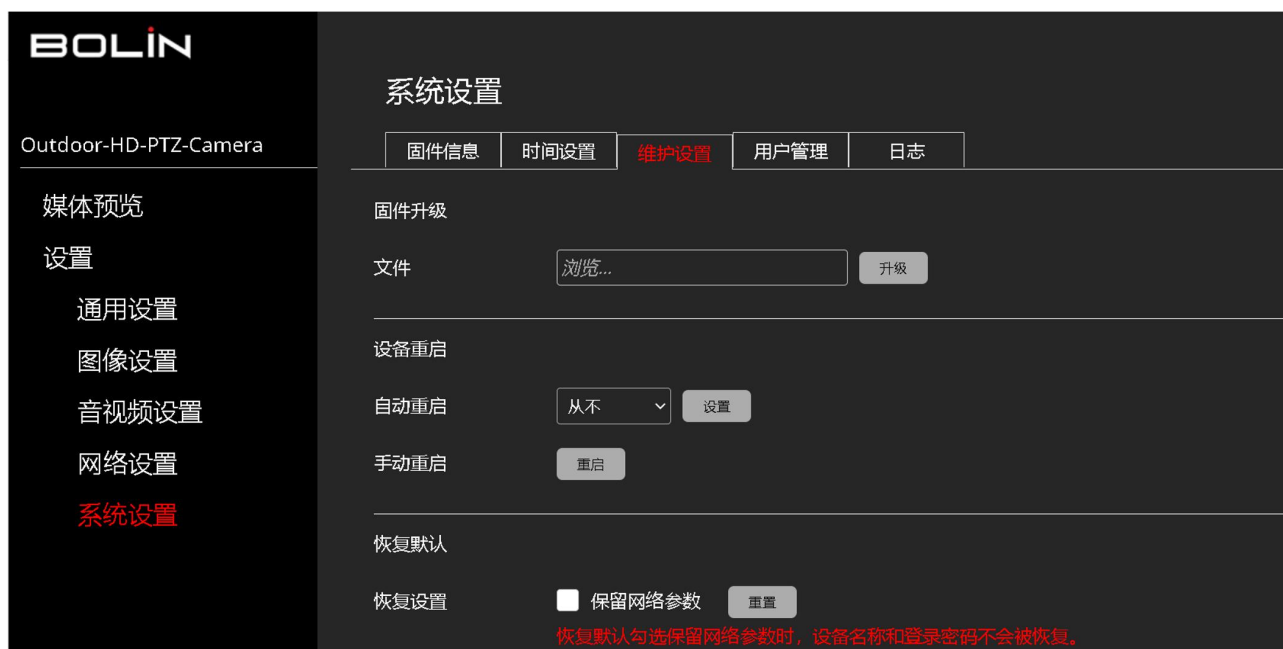 BOLIN
Outdoor-HD-PTZ-Camera
媒体预览
设置
通用设置
图像设置
音视频设置
网络设置
系统设置
系统设置
固件信息 时间设置 维护设置 用户管理 日志
固件升级
文件 浏览... 升级
设备重启
自动重启 从不 设置
手动重启 重启
恢复默认
恢复设置 保留网络参数 重置
恢复默认勾选保留网络参数时，设备名称和登录密码不会被恢复。